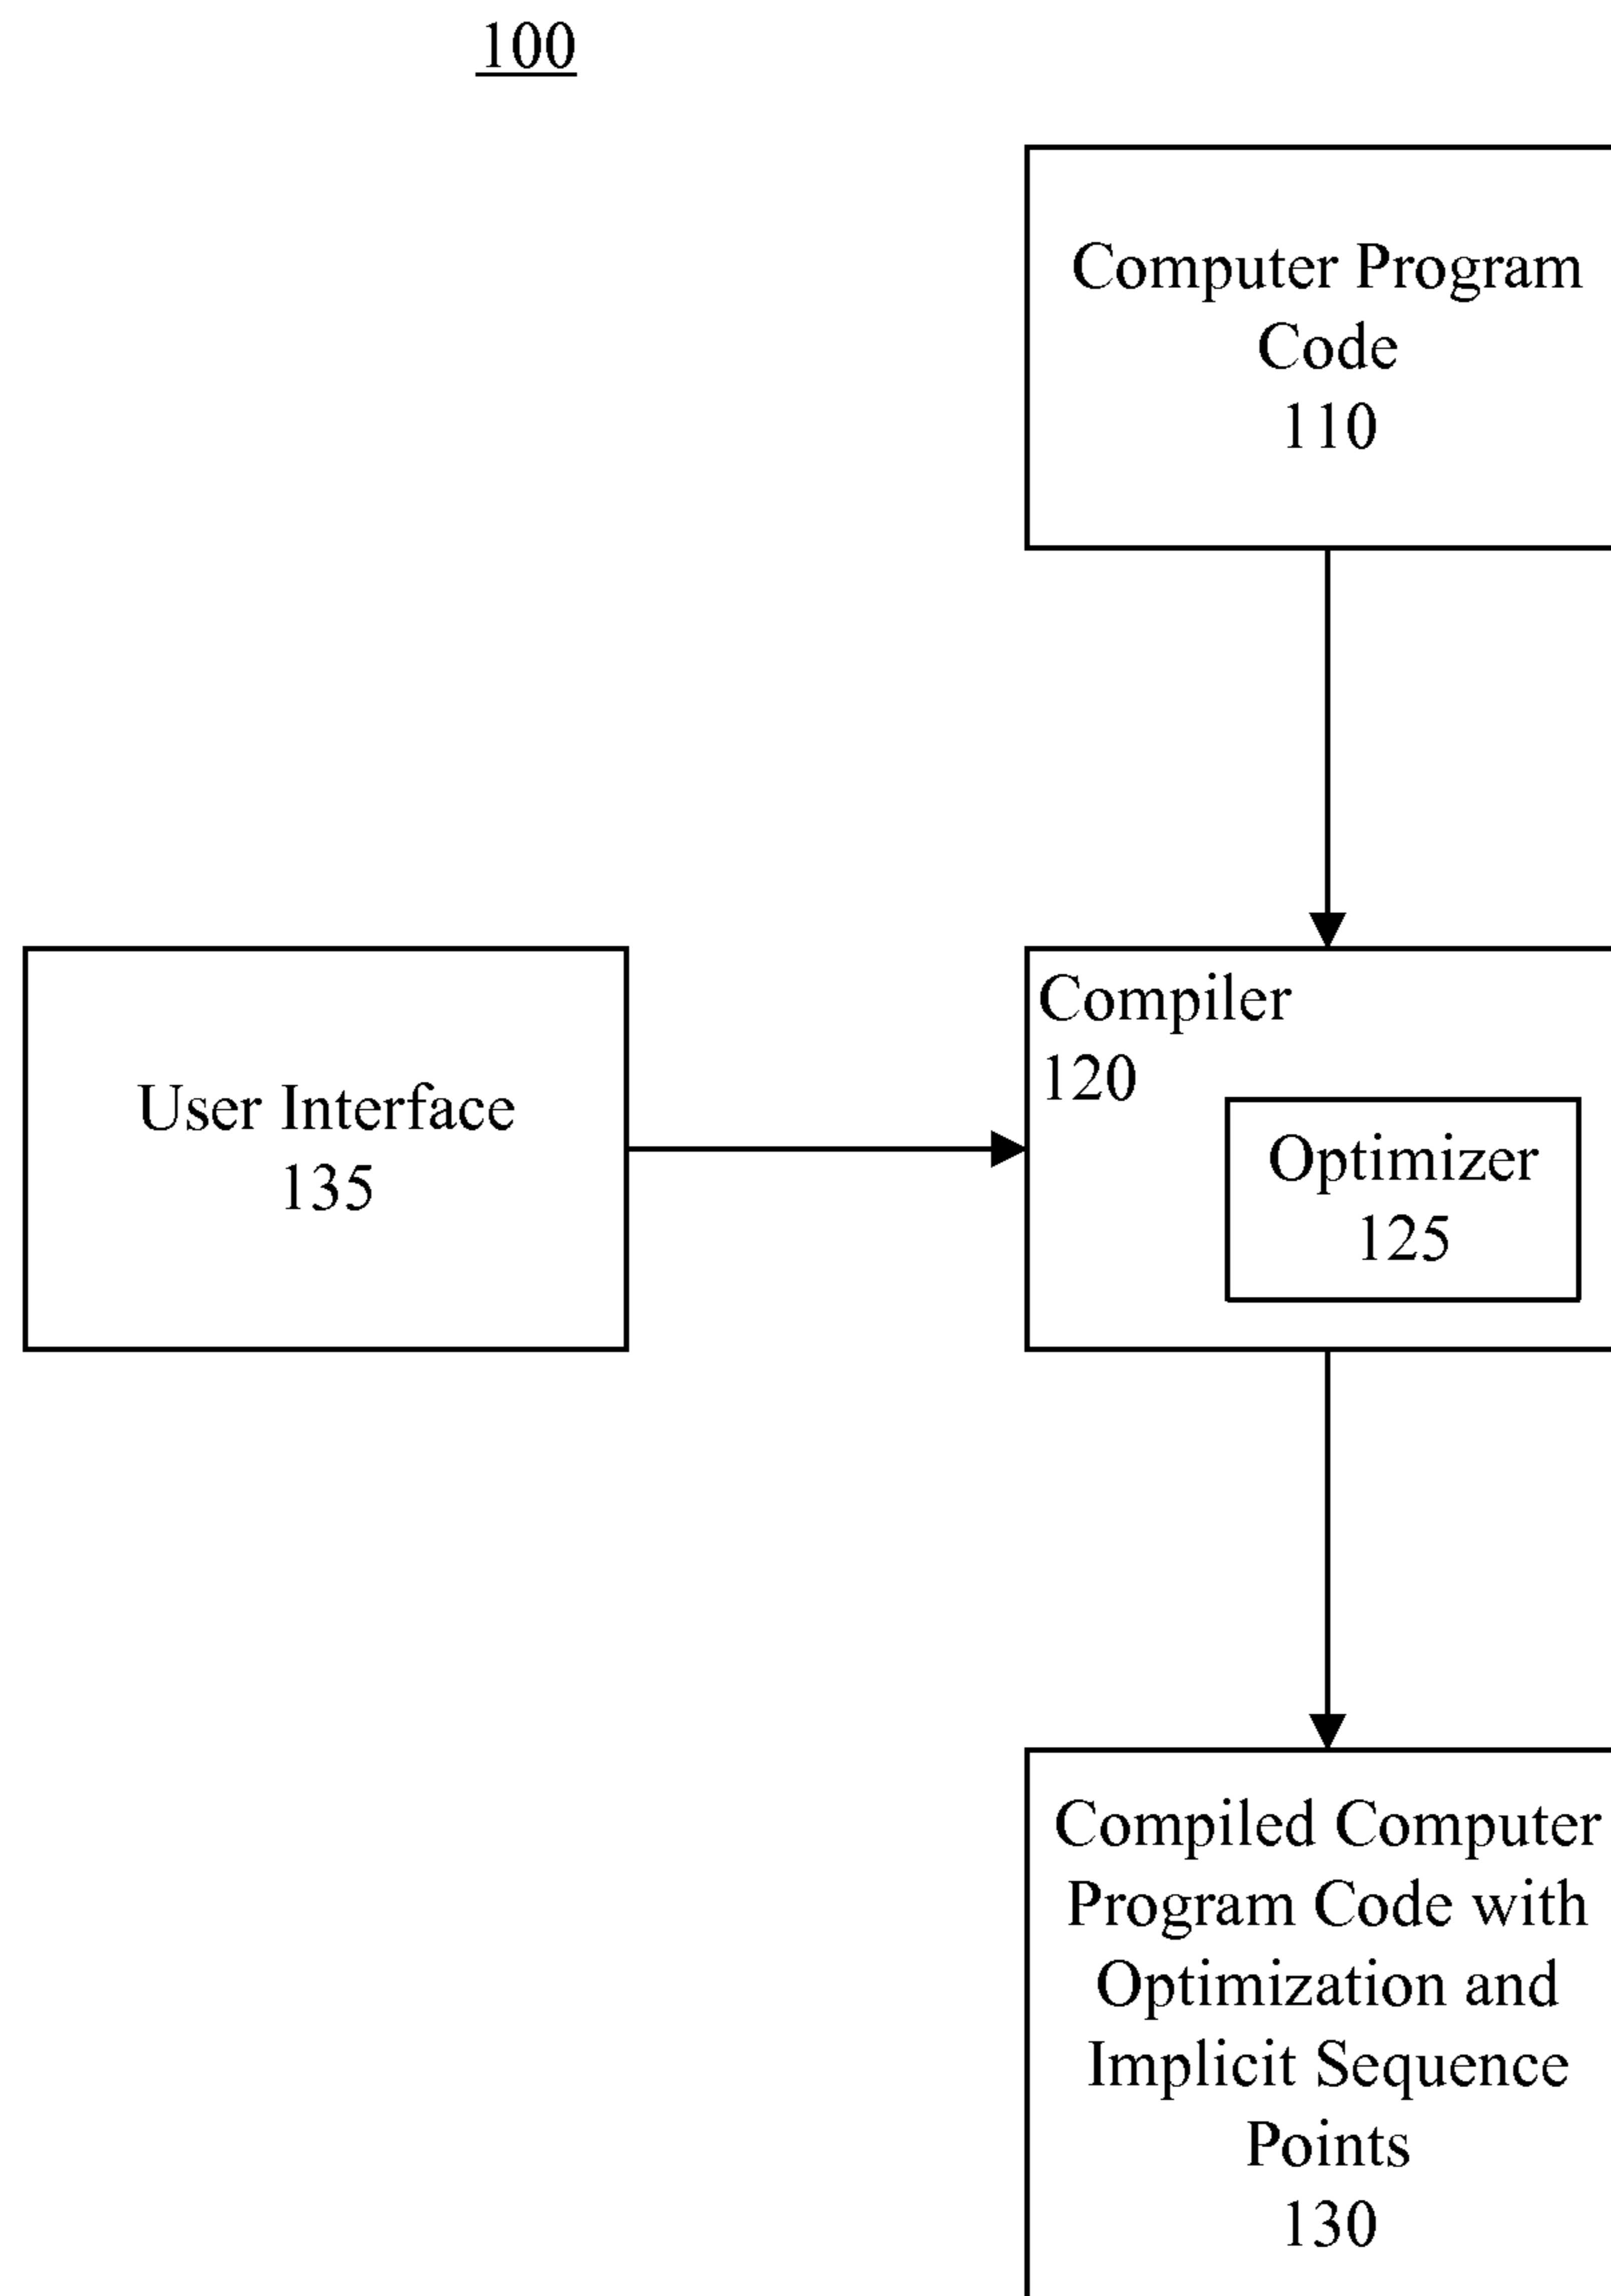 100
Computer Program
Code
110
User Interface
135
Compiler
120
Optimizer
125
Compiled Computer
Program Code with
Optimization and
Implicit Sequence
Points
130